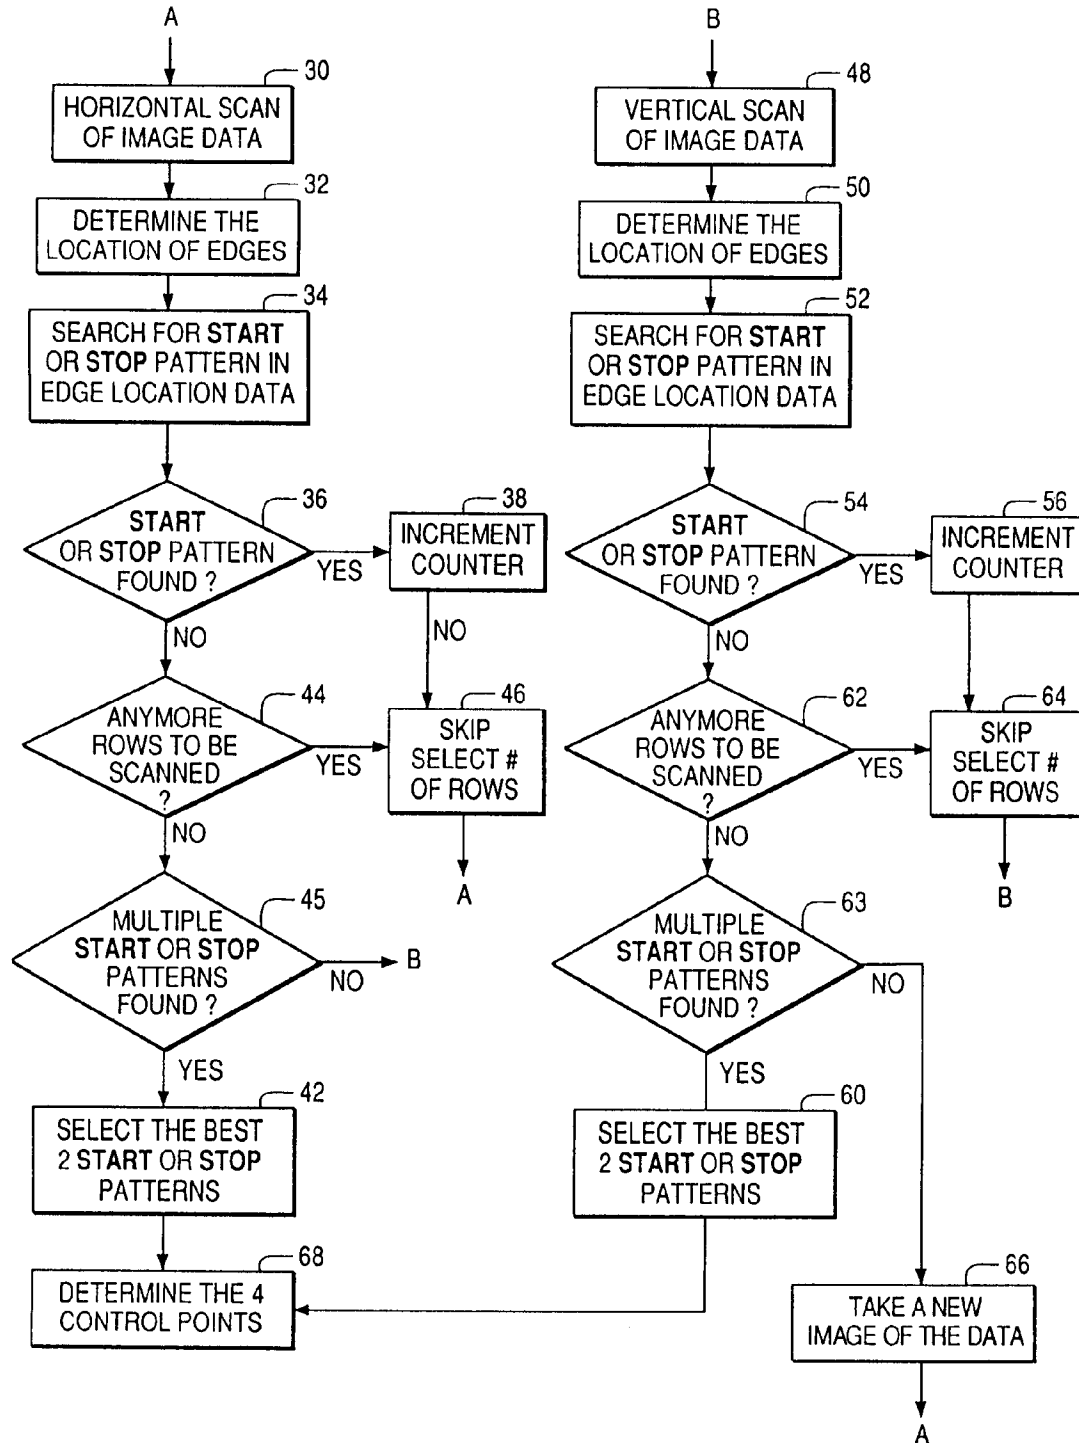 A
30
HORIZONTAL SCAN
OF IMAGE DATA
32
DETERMINE THE
LOCATION OF EDGES
34
SEARCH FOR START
OR STOP PATTERN IN
EDGE LOCATION DATA
36
START
OR STOP PATTERN
FOUND ?
YES
38
INCREMENT
COUNTER
NO
NO
44
ANYMORE
ROWS TO BE
SCANNED
?
YES
46
SKIP
SELECT #
OF ROWS
A
NO
45
MULTIPLE
START OR STOP
PATTERNS
FOUND ?
NO
B
YES
42
SELECT THE BEST
2 START OR STOP
PATTERNS
68
DETERMINE THE 4
CONTROL POINTS
B
48
VERTICAL SCAN
OF IMAGE DATA
50
DETERMINE THE
LOCATION OF EDGES
52
SEARCH FOR START
OR STOP PATTERN IN
EDGE LOCATION DATA
54
START
OR STOP PATTERN
FOUND ?
YES
56
INCREMENT
COUNTER
NO
62
ANYMORE
ROWS TO BE
SCANNED
?
YES
64
SKIP
SELECT #
OF ROWS
B
NO
63
MULTIPLE
START OR STOP
PATTERNS
FOUND ?
NO
YES
60
SELECT THE BEST
2 START OR STOP
PATTERNS
66
TAKE A NEW
IMAGE OF THE DATA
A